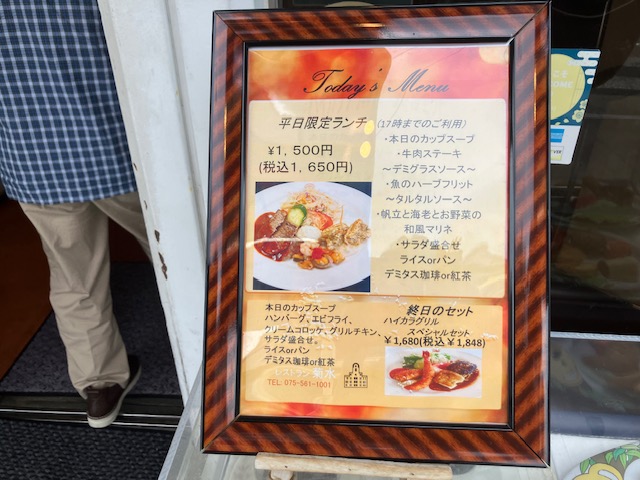 Today's Menu
平日限定ランチ (17時までのご利用)
¥1,500円
(税込1,650円)
・本日のカップスープ
・牛肉ステーキ
〜デミグラスソース〜
・魚のハーブフリット
〜タルタルソース〜
・帆立と海老とお野菜の
和風マリネ
・サラダ盛合せ
ライスorパン
デミタス珈琲or紅茶
本日のカップスープ
ハンバーグ、エビフライ、
クリームコロッケ、グリルチキン、
サラダ盛合せ。
ライスorパン
デミタス珈琲or紅茶
レストラン 菊水
TEL. 075-561-1001
終日のセット
ハイカラグリル
スペシャルセット
¥1,680(税込¥1,848)